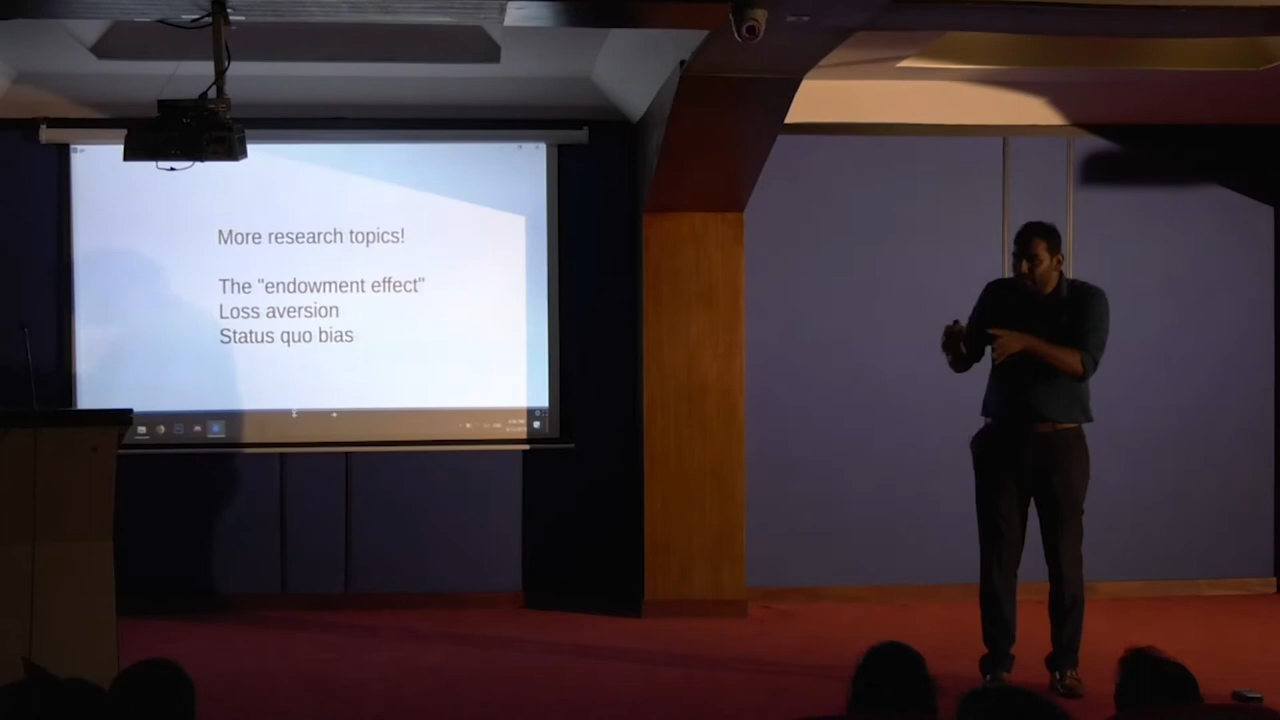 More research topics!
The "endowment effect"
Loss aversion
Status quo bias